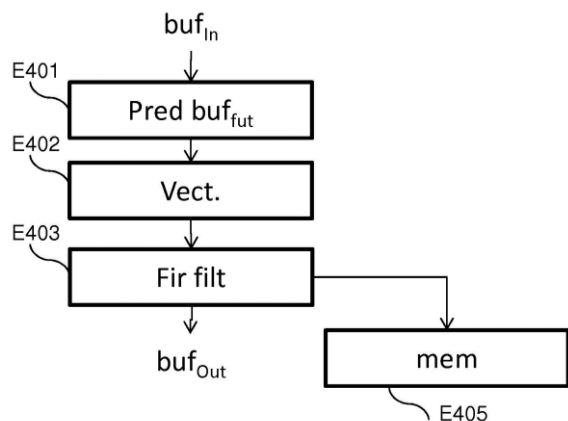 buf_In
E401
Pred buf_fut
E402
Vect.
E403
Fir filt
buf_Out
mem
E405